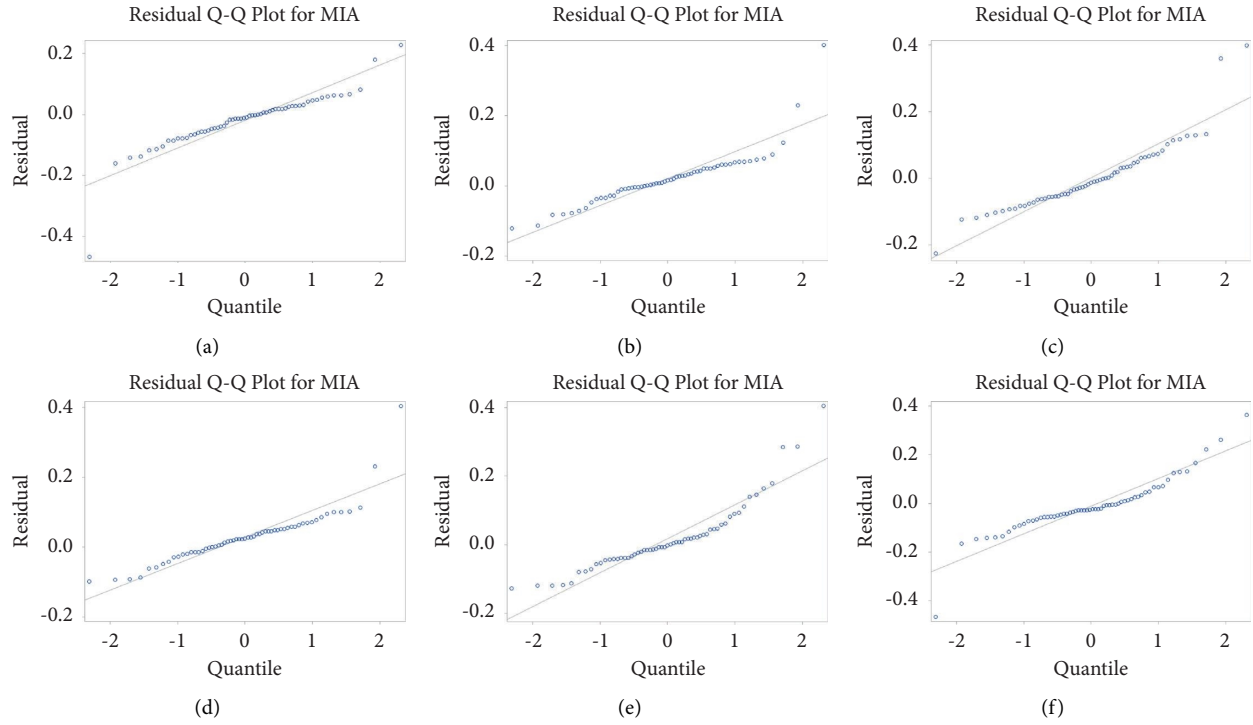 Residual Q-Q Plot for MIA
0.2
0.0
-0.2
-0.4
Residual
-2 -1 0 1 2
Quantile
(a)
Residual Q-Q Plot for MIA
0.4
0.2
0.0
-0.2
Residual
-2 -1 0 1 2
Quantile
(b)
Residual Q-Q Plot for MIA
0.4
0.2
0.0
-0.2
Residual
-2 -1 0 1 2
Quantile
(c)
Residual Q-Q Plot for MIA
0.4
0.2
0.0
-0.2
Residual
-2 -1 0 1 2
Quantile
(d)
Residual Q-Q Plot for MIA
0.4
0.2
0.0
-0.2
Residual
-2 -1 0 1 2
Quantile
(e)
Residual Q-Q Plot for MIA
0.4
0.2
0.0
-0.2
-0.4
Residual
-2 -1 0 1 2
Quantile
(f)